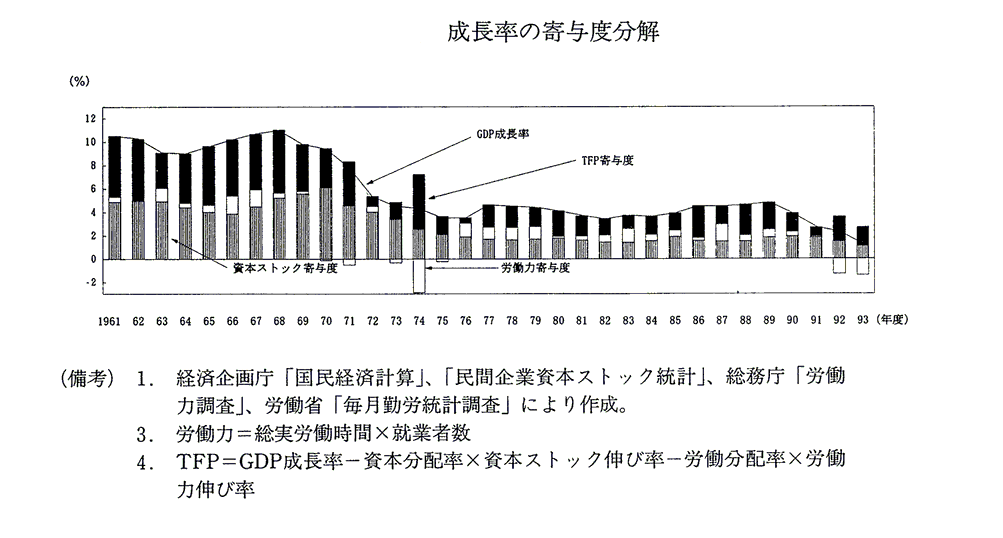 成長率の寄与度分解
(%)
12
10
8
6
4
2
0
-2
GDP成長率
TFP寄与度
資本ストック寄与度
労働力寄与度
1961 62 63 64 65 66 67 68 69 70 71 72 73 74 75 76 77 78 79 80 81 82 83 84 85 86 87 88 89 90 91 92 93 (年度)
(備考) 1. 経済企画庁「国民経済計算」、「民間企業資本ストック統計」、総務庁「労働
力調査」、労働省「毎月勤労統計調査」により作成。
3. 労働力=総実労働時間×就業者数
4. TFP=GDP成長率−資本分配率×資本ストック伸び率−労働分配率×労働
力伸び率